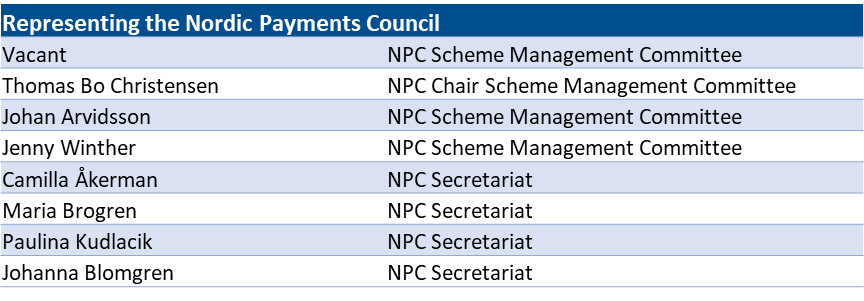 Representing the Nordic Payments Council
Vacant NPC Scheme Management Committee
Thomas Bo Christensen NPC Chair Scheme Management Committee
Johan Arvidsson NPC Scheme Management Committee
Jenny Winther NPC Scheme Management Committee
Camilla Åkerman NPC Secretariat
Maria Brogren NPC Secretariat
Paulina Kudlacik NPC Secretariat
Johanna Blomgren NPC Secretariat